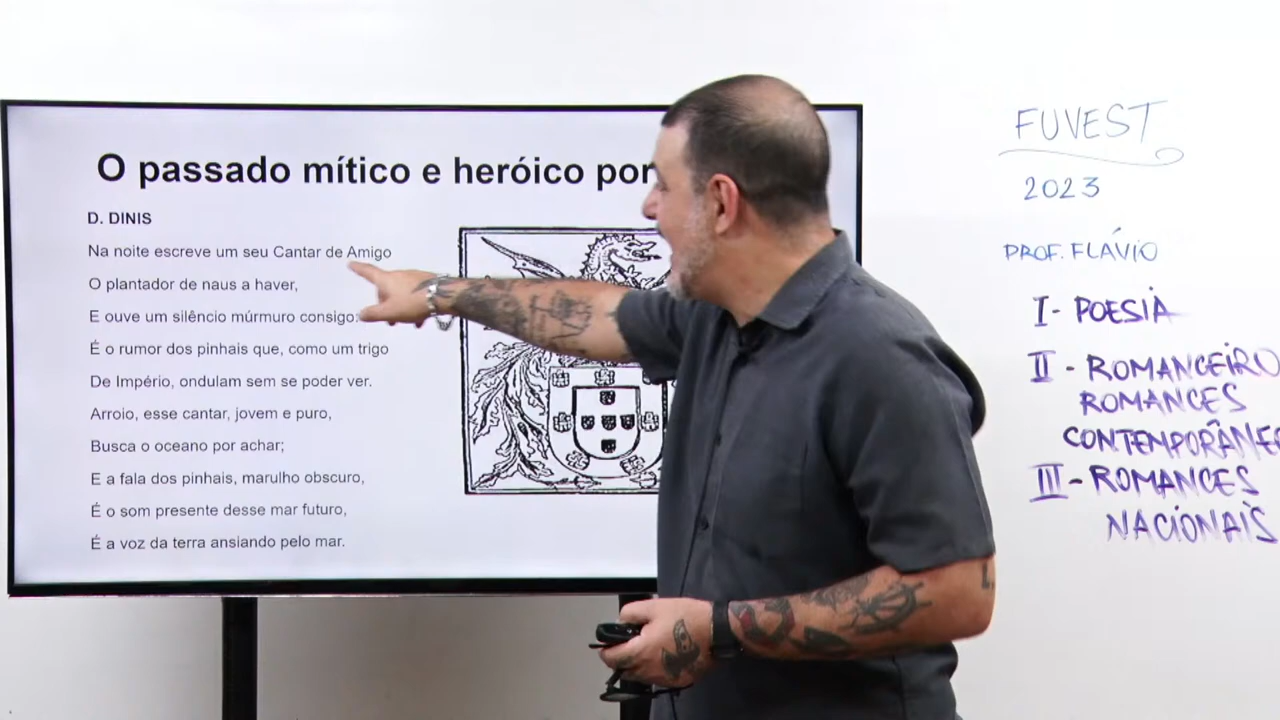 O passado mítico e heróico por
D. DINIS
Na noite escreve um seu Cantar de Amigo
O plantador de naus a haver,
E ouve um silêncio múrmuro consigo:
É o rumor dos pinhais que, como um trigo
De Império, ondulam sem se poder ver.
Arroio, esse cantar, jovem e puro,
Busca o oceano por achar;
E a fala dos pinhais, marulho obscuro,
É o som presente desse mar futuro,
É a voz da terra ansiando pelo mar.
FUVEST
2023
PROF. FLÁVIO
I - POESIA
II - ROMANCEIRO
ROMANCES
CONTEMPORÂNE
III - ROMANCES
NACIONAIS